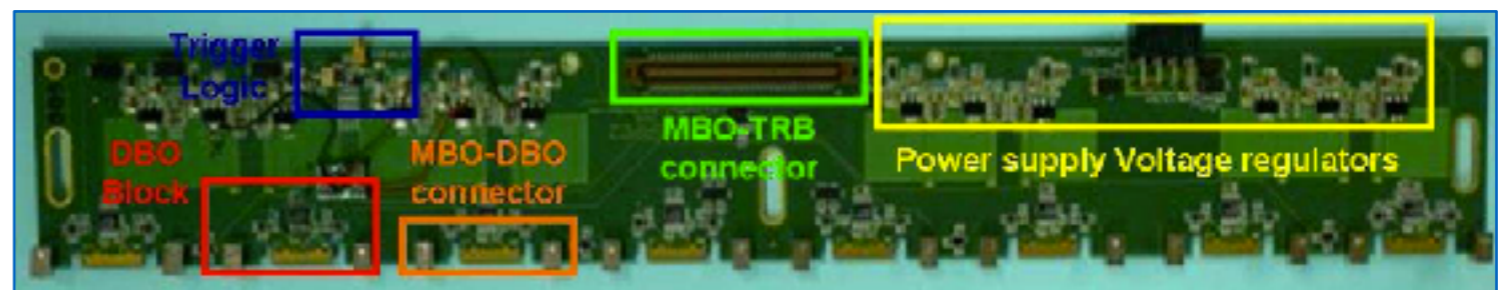 Trigger
Logic
DBO
Block
MBO-DBO
connector
MBO-TRB
connector
Power supply Voltage regulators